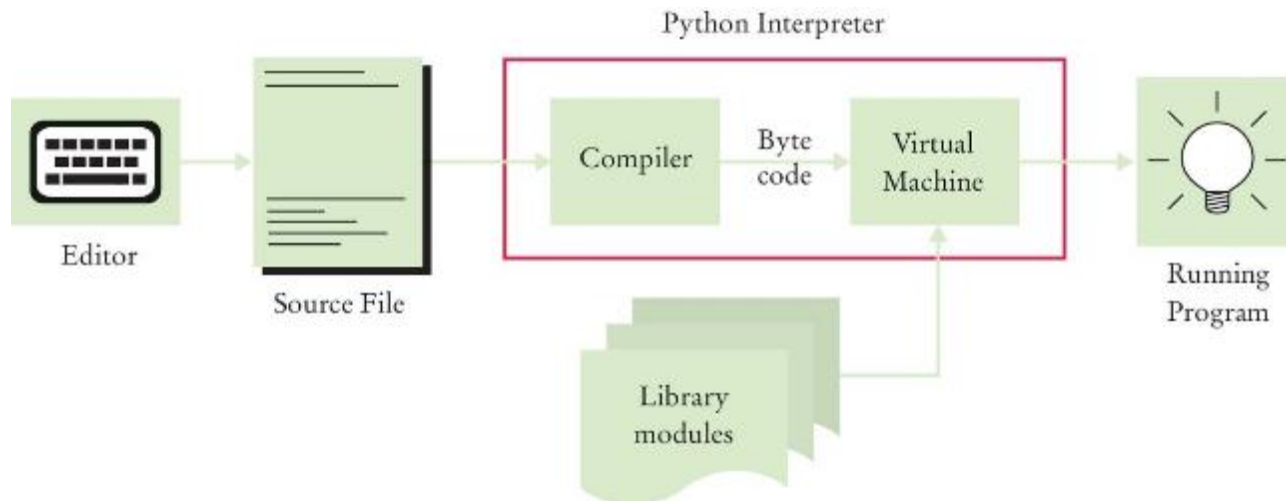 Python Interpreter
Editor
Source File
Compiler
Byte
code
Virtual
Machine
Library
modules
Running
Program